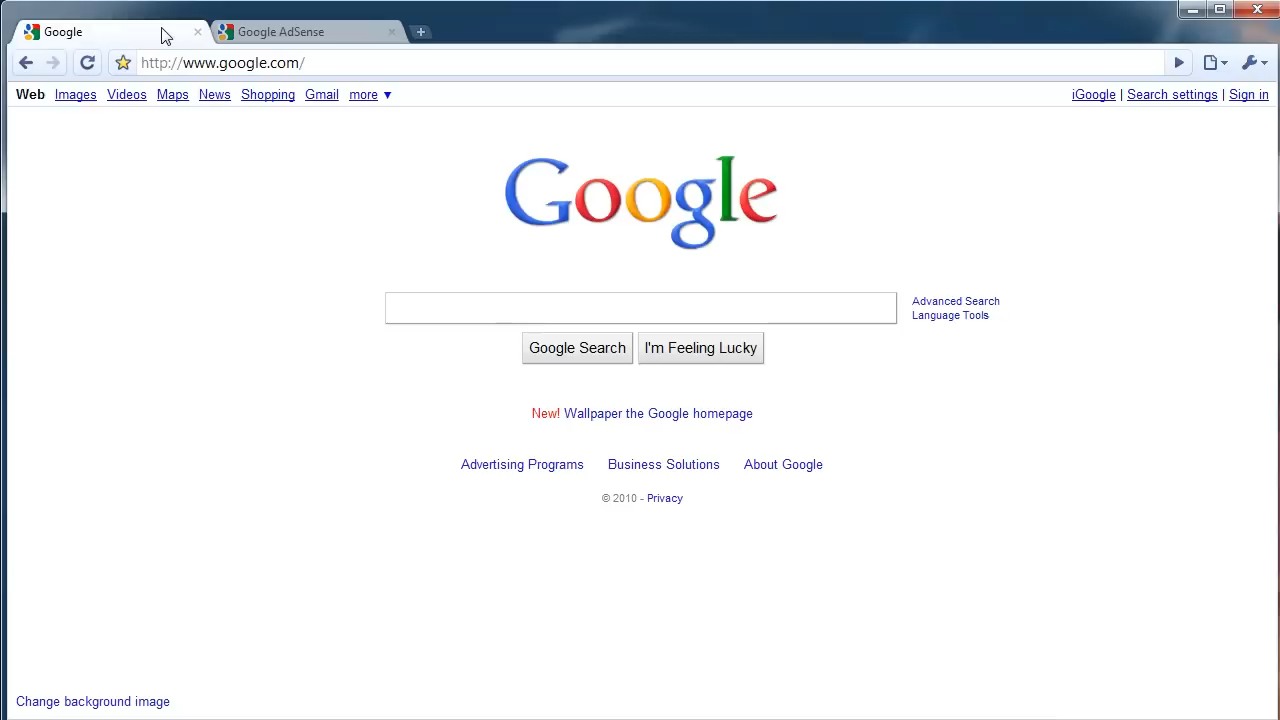 Google
Google AdSense
http://www.google.com/
Web Images Videos Maps News Shopping Gmail more ▼
iGoogle | Search settings | Sign in
Google
Advanced Search
Language Tools
Google Search I'm Feeling Lucky
New! Wallpaper the Google homepage
Advertising Programs Business Solutions About Google
© 2010 - Privacy
Change background image